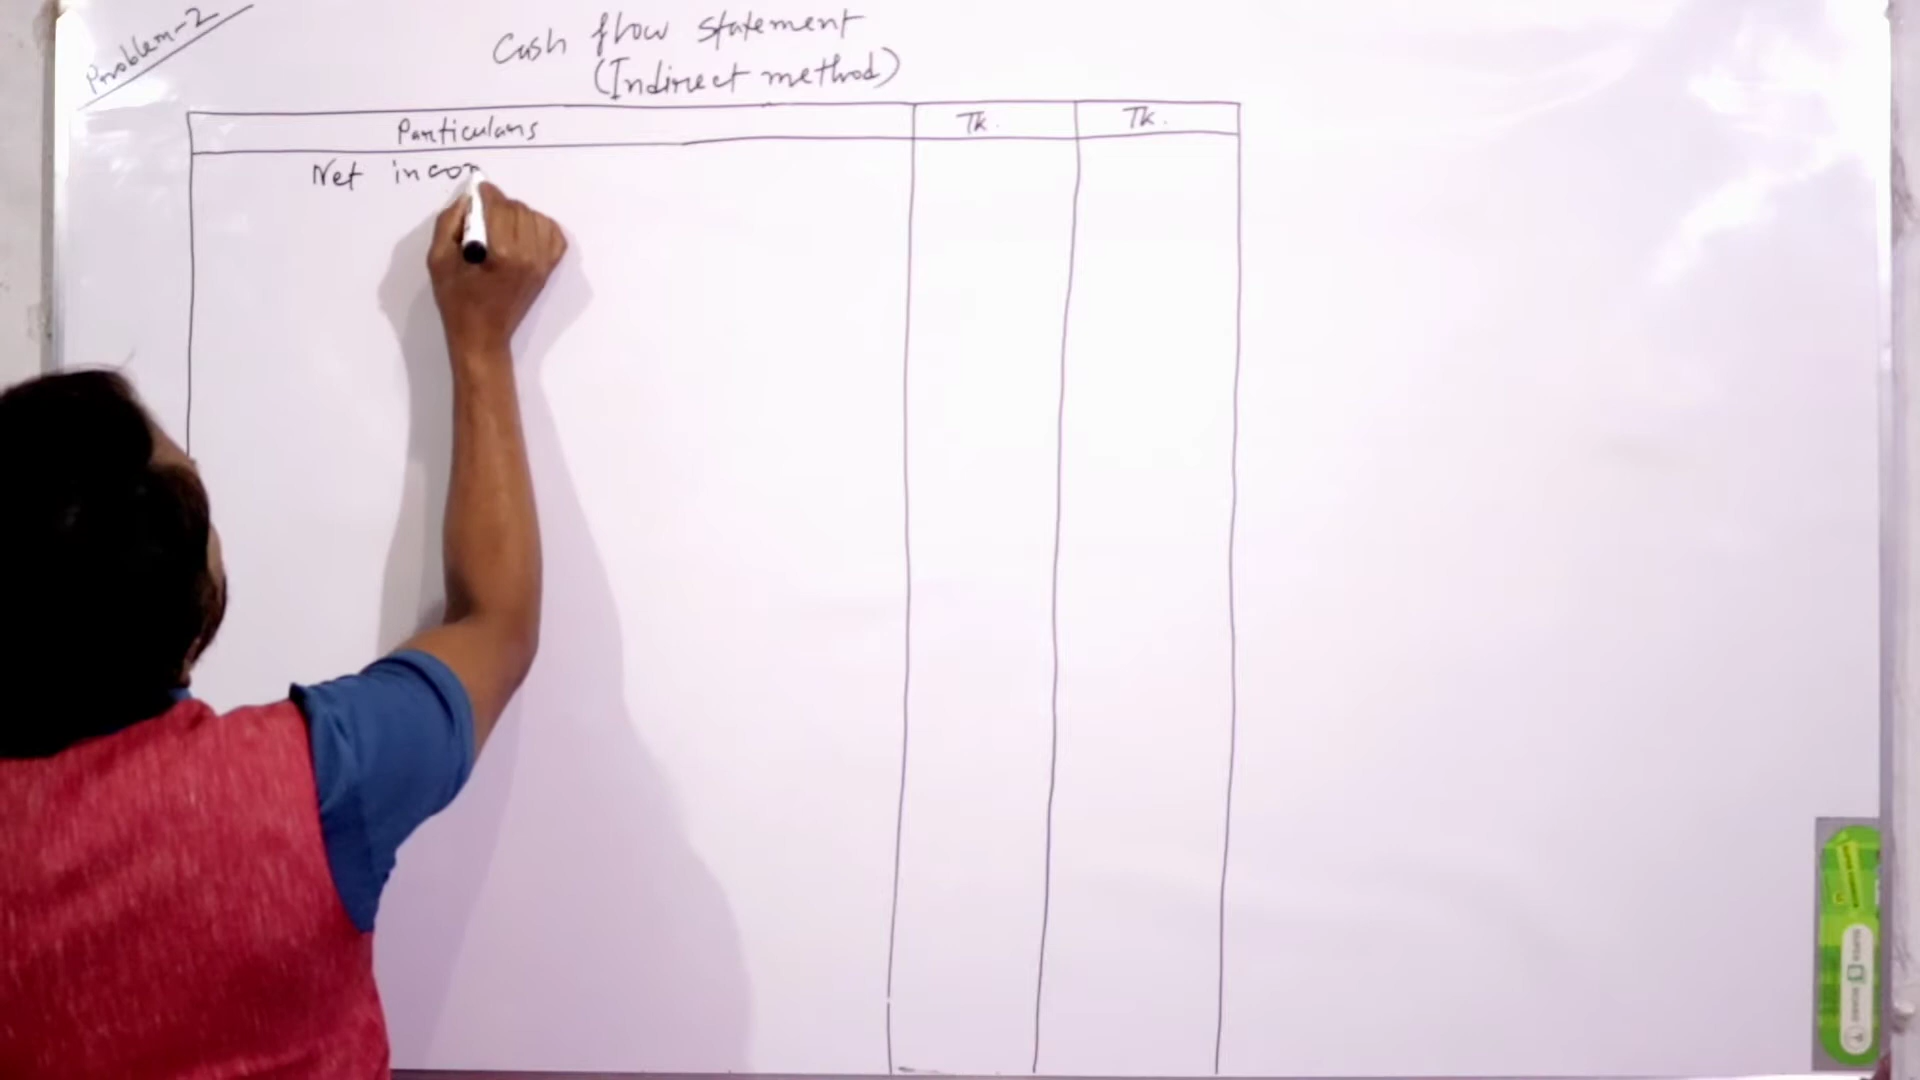 Problem-2
Cash flow statement
(Indirect method)
Particulars Tk. Tk.
Net incom